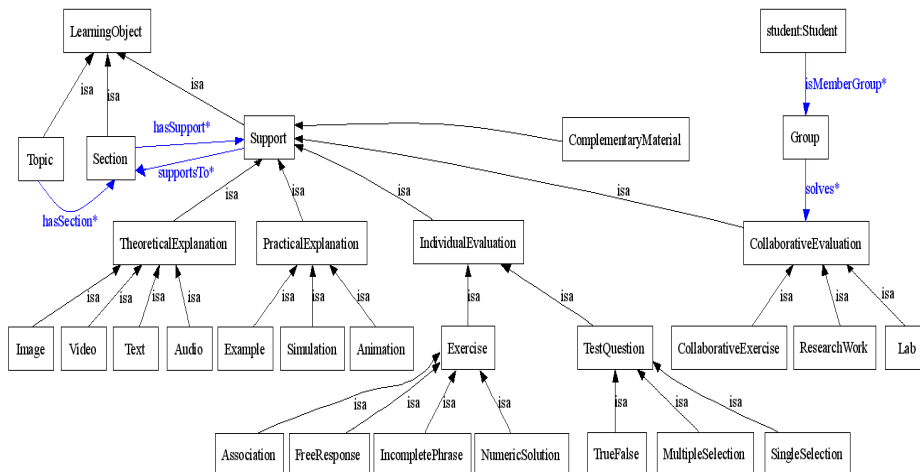 LearningObject
student:Student
isa
isa
isa
isMemberGroup*
Topic
Section
hasSupport*
Support
ComplementaryMaterial
Group
supportsTo*
hasSection*
isa
isa
isa
isa
solves*
TheoreticalExplanation
PracticalExplanation
IndividualEvaluation
CollaborativeEvaluation
isa
isa
isa
isa
isa
isa
isa
isa
isa
isa
isa
isa
Image
Video
Text
Audio
Example
Simulation
Animation
Exercise
TestQuestion
CollaborativeExercise
ResearchWork
Lab
isa
isa
isa
isa
isa
isa
isa
Association
FreeResponse
IncompletePhrase
NumericSolution
TrueFalse
MultipleSelection
SingleSelection